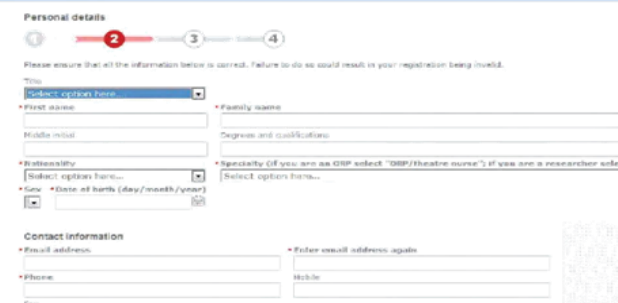 Personal details
1 2 3 4
Please ensure that all the information below is correct. Failure to do so could result in your registration being invalid.
Title
Select option here...
*First name *Family name
Middle initial Degrees and qualifications
*Nationality *Specialty (if you are an ORP select "ORP/theatre nurse"; if you are a researcher sele
Select option here... Select option here...
*Sex *Date of birth (day/month/year)
Contact information
*Email address *Enter email address again
*Phone Mobile
Fax